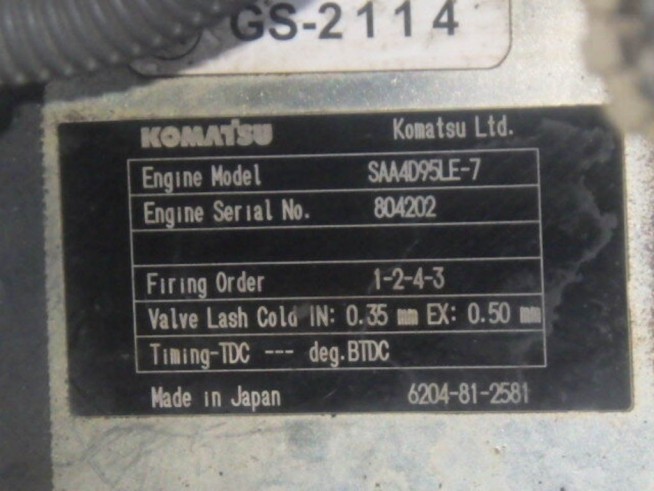 GS-2114
KOMATSU Komatsu Ltd.
Engine Model SAA4D95LE-7
Engine Serial No. 804202
Firing Order 1-2-4-3
Valve Lash Cold IN: 0.35 mm EX: 0.50 mm
Timing-TDC --- deg.BTDC
Made in Japan 6204-81-2581